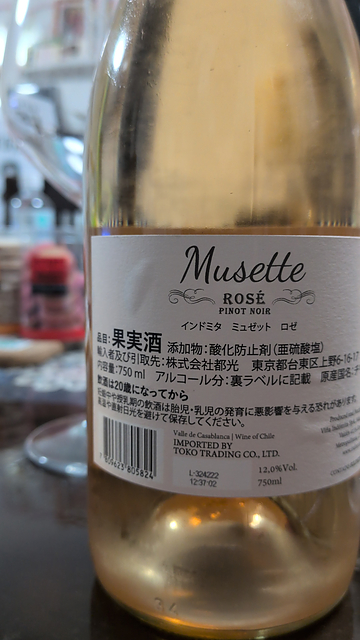 Musette
ROSÉ
PINOT NOIR
インドミタ ミュゼット ロゼ
品目:果実酒 添加物:酸化防止剤(亜硫酸塩)
輸入者及び引取先:株式会社都光 東京都台東区上野6-16-17
内容量:750ml アルコール分:裏ラベルに記載 原産国名:チ
飲酒は20歳になってから
妊娠中や授乳期の飲酒は胎児・乳児の発育に悪影響を与える恐れがあります。
高温や直射日光を避けて保存してください。
Valle de Casablanca | Wine of Chile
IMPORTED BY
TOKO TRADING CO., LTD.
L-324222
12:37:02
12,0%Vol.
750ml